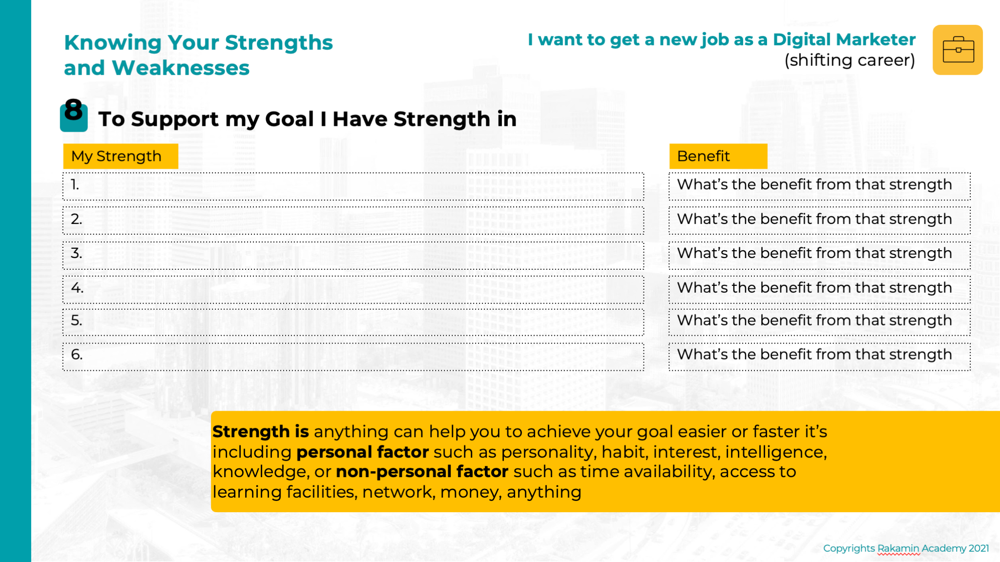 Knowing Your Strengths
and Weaknesses
I want to get a new job as a Digital Marketer
(shifting career)
8 To Support my Goal I Have Strength in
My Strength
Benefit
1.
What’s the benefit from that strength
2.
What’s the benefit from that strength
3.
What’s the benefit from that strength
4.
What’s the benefit from that strength
5.
What’s the benefit from that strength
6.
What’s the benefit from that strength
Strength is anything can help you to achieve your goal easier or faster it’s
including personal factor such as personality, habit, interest, intelligence,
knowledge, or non-personal factor such as time availability, access to
learning facilities, network, money, anything
Copyrights Rakamin Academy 2021